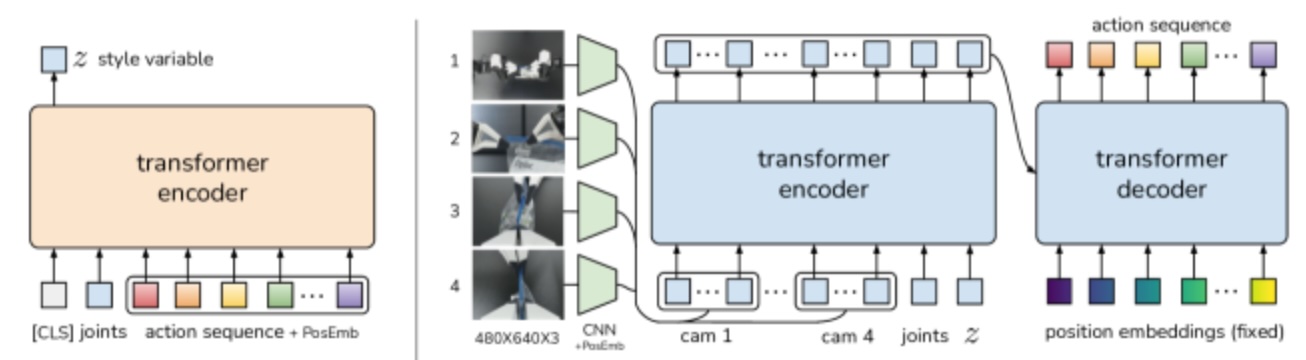 z style variable
transformer
encoder
[CLS] joints action sequence + PosEmb
1
2
3
4
480X640X3
CNN
+PosEmb
transformer
encoder
cam 1 cam 4 joints z
action sequence
transformer
decoder
position embeddings (fixed)